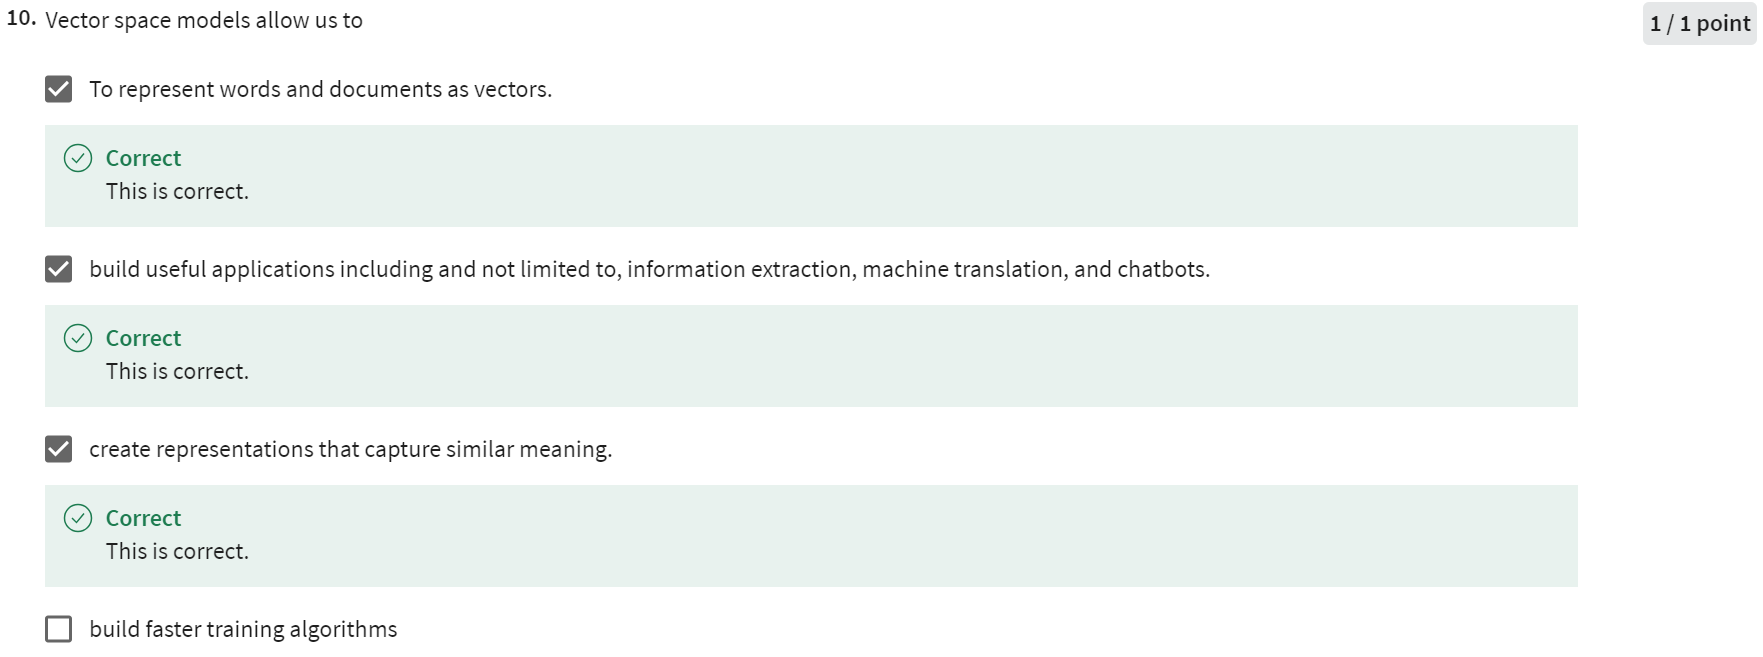 10. Vector space models allow us to
1 / 1 point
To represent words and documents as vectors.
Correct
This is correct.
build useful applications including and not limited to, information extraction, machine translation, and chatbots.
Correct
This is correct.
create representations that capture similar meaning.
Correct
This is correct.
build faster training algorithms